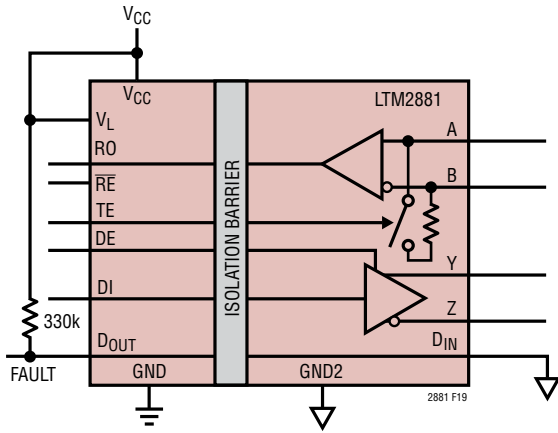 VCC
VCC
LTM2881
VL
A
RO
B
RE
TE
DE
ISOLATION BARRIER
Y
DI
Z
330k
DOUT
DIN
FAULT
GND
GND2
2881 F19